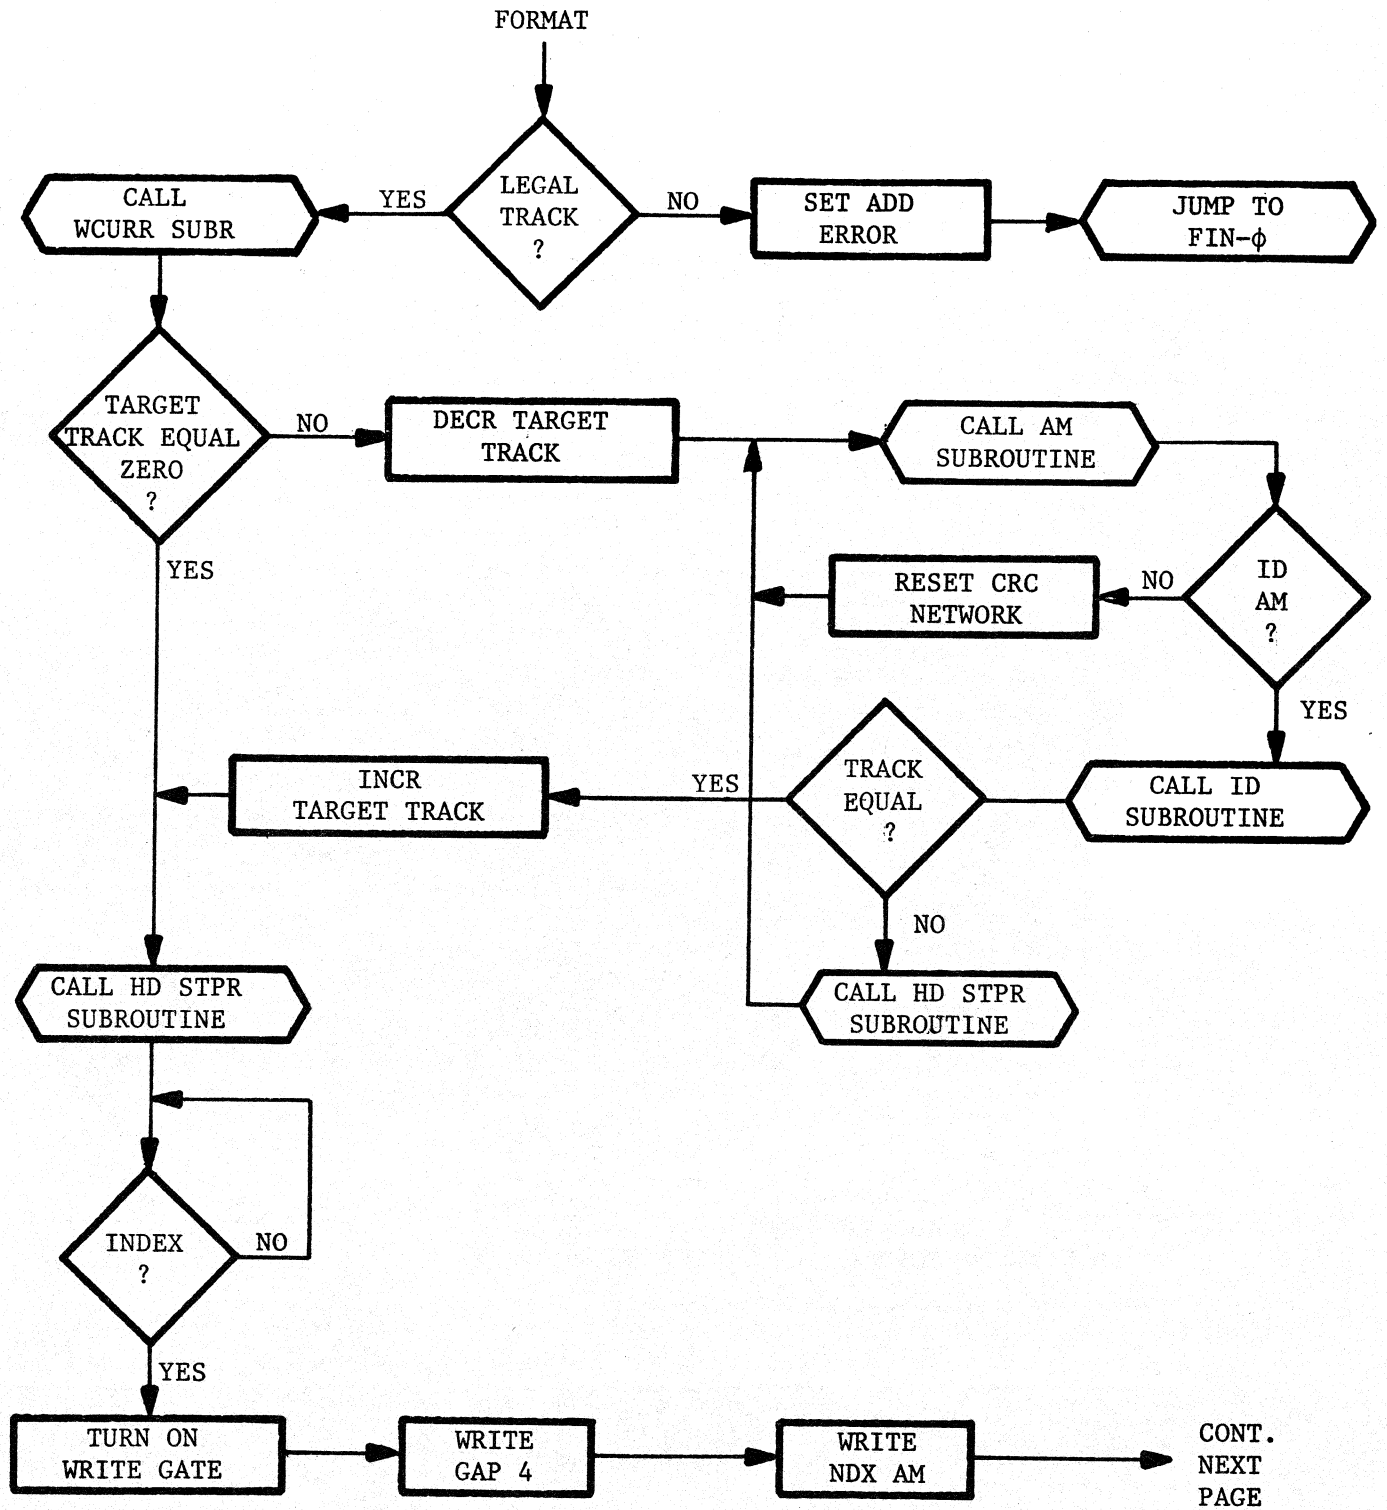 FORMAT
LEGAL
TRACK
?
YES
NO
CALL
WCURR SUBR
SET ADD
ERROR
JUMP TO
FIN-ϕ
TARGET
TRACK EQUAL
ZERO
?
NO
YES
DECR TARGET
TRACK
CALL AM
SUBROUTINE
ID
AM
?
NO
YES
RESET CRC
NETWORK
CALL ID
SUBROUTINE
TRACK
EQUAL
?
YES
NO
INCR
TARGET TRACK
CALL HD STPR
SUBROUTINE
CALL HD STPR
SUBROUTINE
INDEX
?
NO
YES
TURN ON
WRITE GATE
WRITE
GAP 4
WRITE
NDX AM
CONT.
NEXT
PAGE